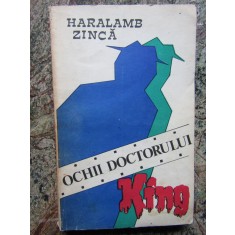 HARALAMB
ZINCĂ
OCHII DOCTORULUI
King